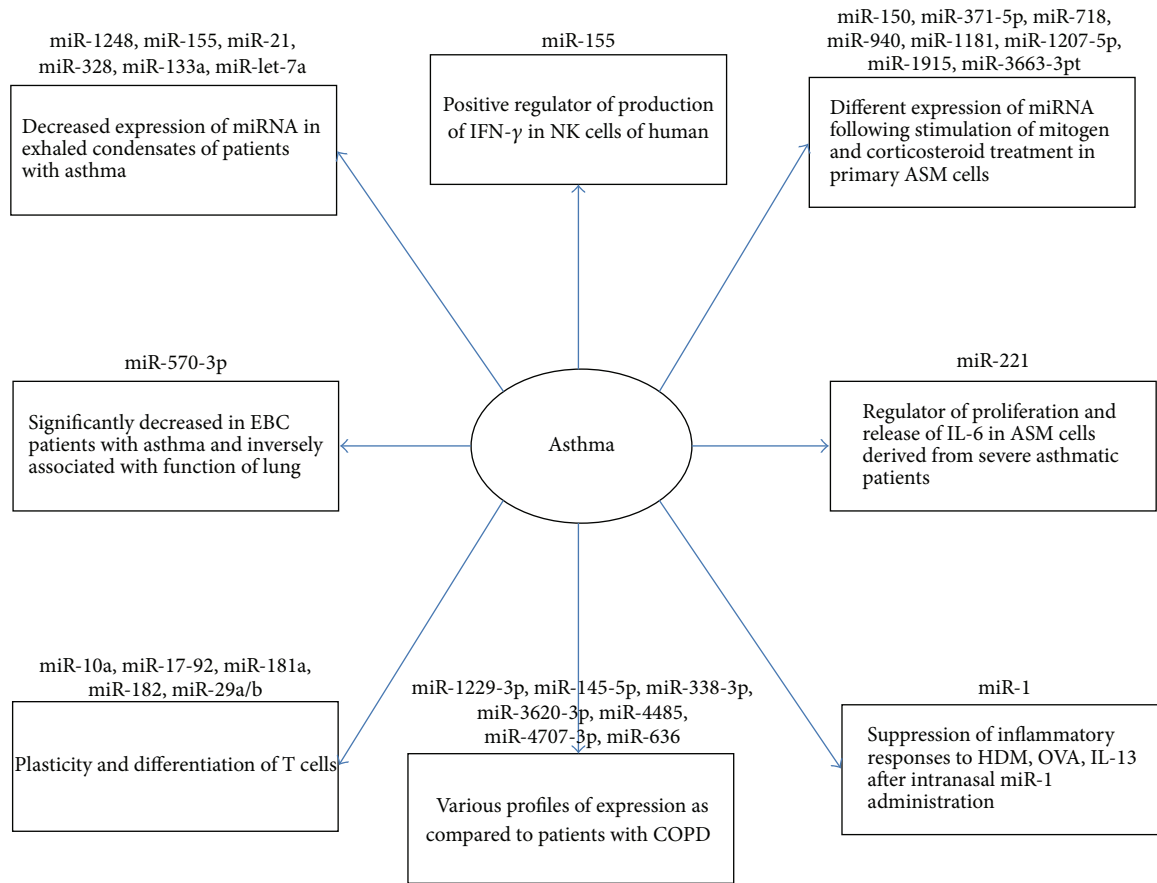 miR-1248, miR-155, miR-21,
miR-328, miR-133a, miR-let-7a
Decreased expression of miRNA in
exhaled condensates of patients
with asthma
miR-155
Positive regulator of production
of IFN-γ in NK cells of human
miR-150, miR-371-5p, miR-718,
miR-940, miR-1181, miR-1207-5p,
miR-1915, miR-3663-3pt
Different expression of miRNA
following stimulation of mitogen
and corticosteroid treatment in
primary ASM cells
miR-570-3p
Significantly decreased in EBC
patients with asthma and inversely
associated with function of lung
Asthma
miR-221
Regulator of proliferation and
release of IL-6 in ASM cells
derived from severe asthmatic
patients
miR-10a, miR-17-92, miR-181a,
miR-182, miR-29a/b
Plasticity and differentiation of T cells
miR-1229-3p, miR-145-5p, miR-338-3p,
miR-3620-3p, miR-4485,
miR-4707-3p, miR-636
Various profiles of expression as
compared to patients with COPD
miR-1
Suppression of inflammatory
responses to HDM, OVA, IL-13
after intranasal miR-1
administration